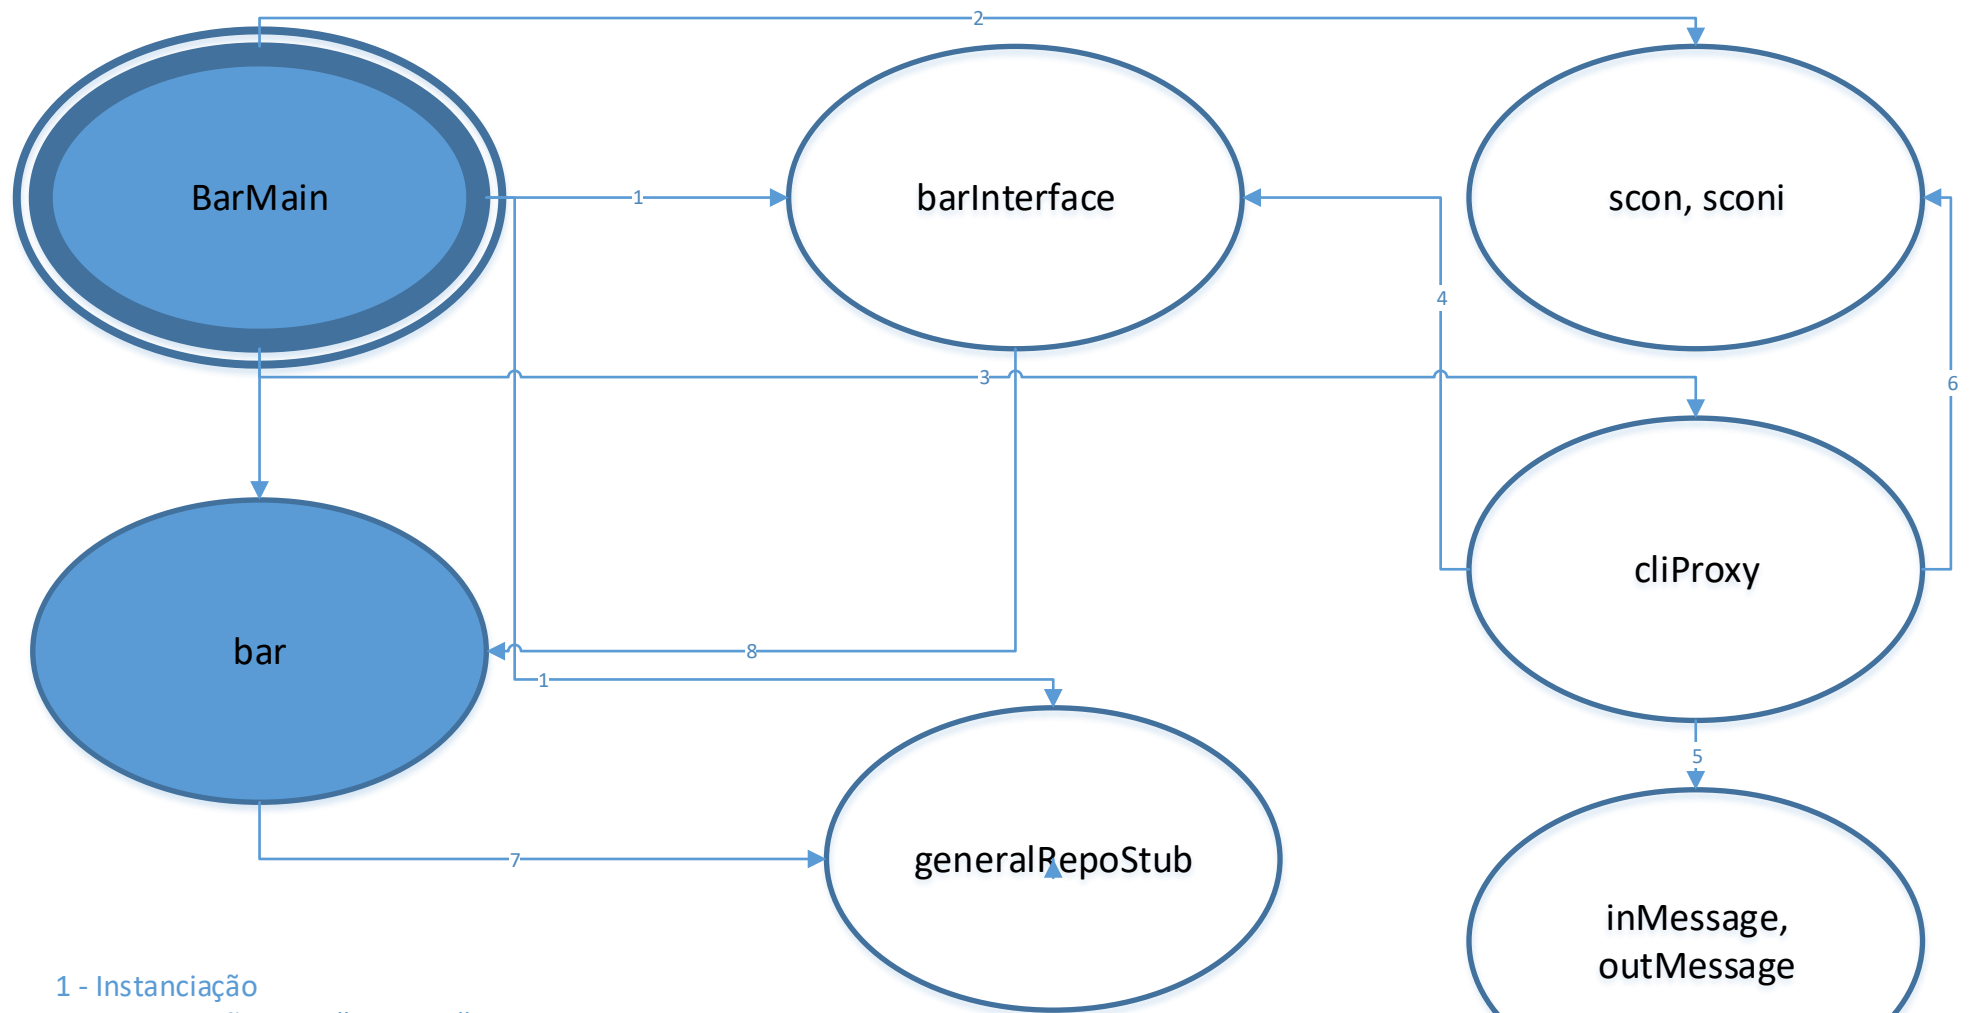 2
BarMain
1
barInterface
scon, sconi
4
3
6
cliProxy
bar
8
1
5
7
generalRepoStub
inMessage,
outMessage
1 - Instanciação